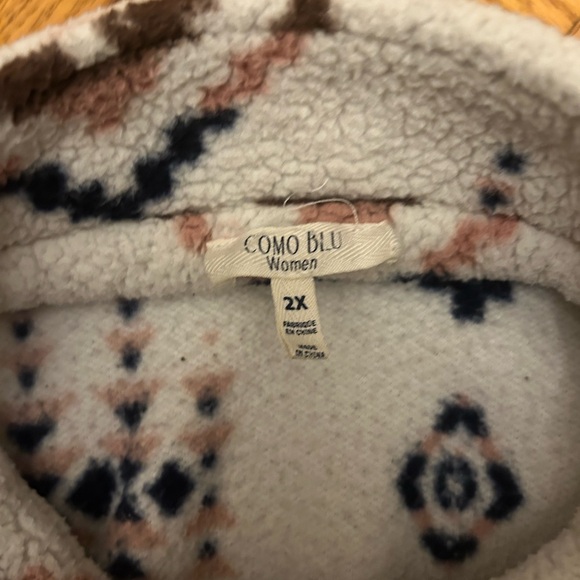 COMO BLU
Women
2X
FABRIQUE
EN CHINE
MADE
IN CHINA